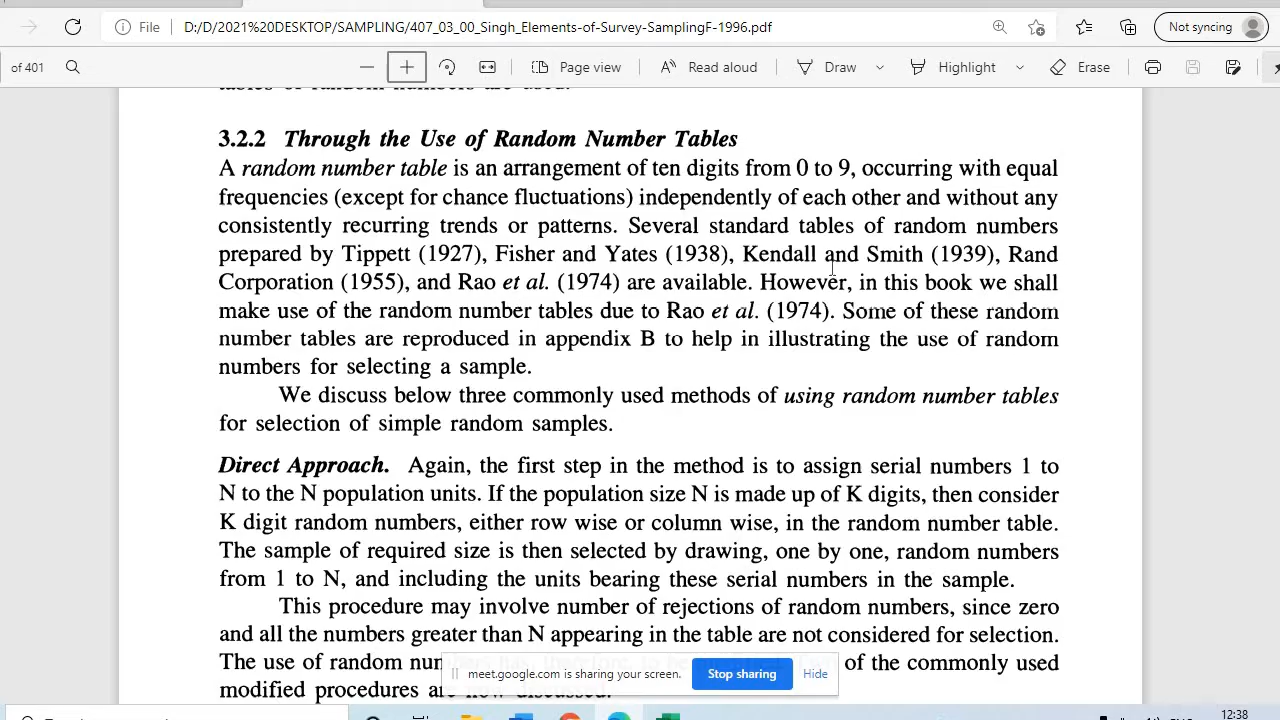 File
D:/D/2021%20DESKTOP/SAMPLING/407_03_00_Singh_Elements-of-Survey-SamplingF-1996.pdf
Not syncing
of 401
Page view
Read aloud
Draw
Highlight
Erase
3.2.2 Through the Use of Random Number Tables
A random number table is an arrangement of ten digits from 0 to 9, occurring with equal
frequencies (except for chance fluctuations) independently of each other and without any
consistently recurring trends or patterns. Several standard tables of random numbers
prepared by Tippett (1927), Fisher and Yates (1938), Kendall and Smith (1939), Rand
Corporation (1955), and Rao et al. (1974) are available. However, in this book we shall
make use of the random number tables due to Rao et al. (1974). Some of these random
number tables are reproduced in appendix B to help in illustrating the use of random
numbers for selecting a sample.
We discuss below three commonly used methods of using random number tables
for selection of simple random samples.
Direct Approach. Again, the first step in the method is to assign serial numbers 1 to
N to the N population units. If the population size N is made up of K digits, then consider
K digit random numbers, either row wise or column wise, in the random number table.
The sample of required size is then selected by drawing, one by one, random numbers
from 1 to N, and including the units bearing these serial numbers in the sample.
This procedure may involve number of rejections of random numbers, since zero
and all the numbers greater than N appearing in the table are not considered for selection.
The use of random of the commonly used
modified procedures are now discussed.
meet.google.com is sharing your screen.
Stop sharing
Hide
12:38